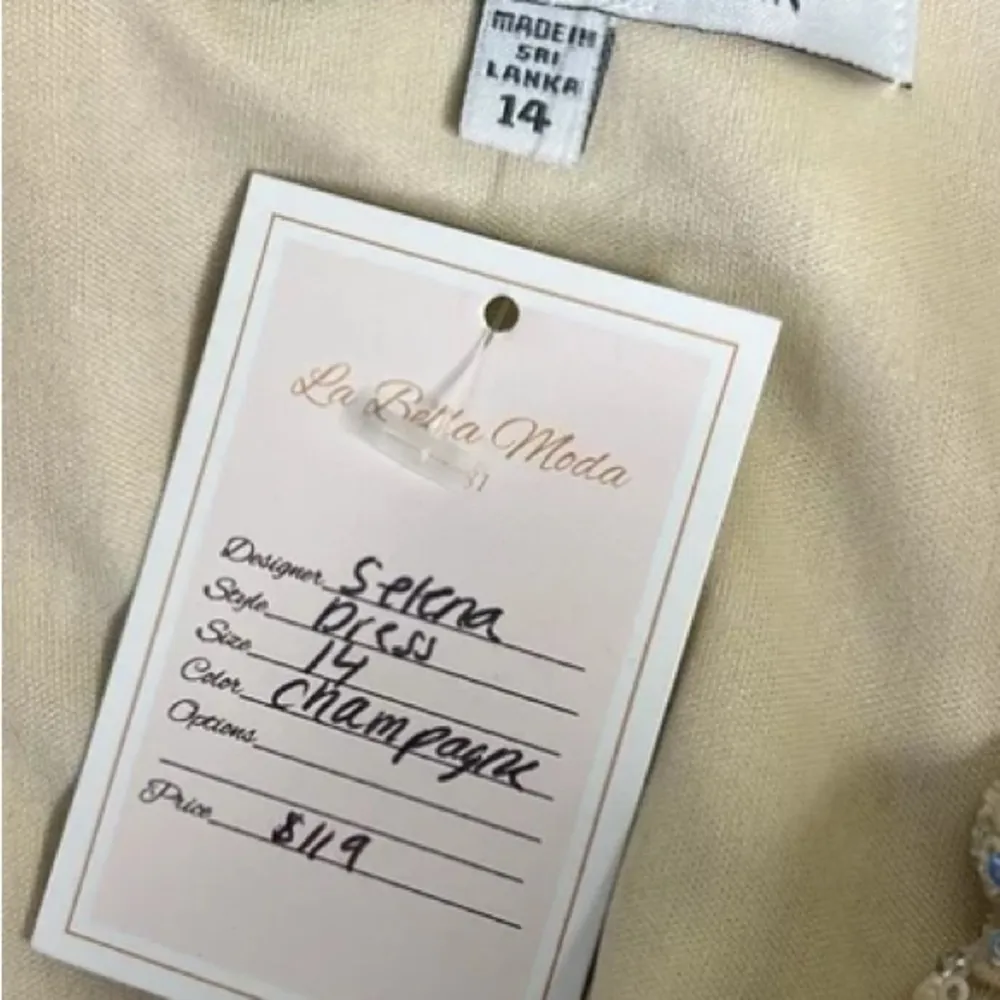 MADE IN
SRI
LANKA
14
La Bella Moda
Designer Selena
Style Dress
Size 14
Color Champagne
Options
Price $119